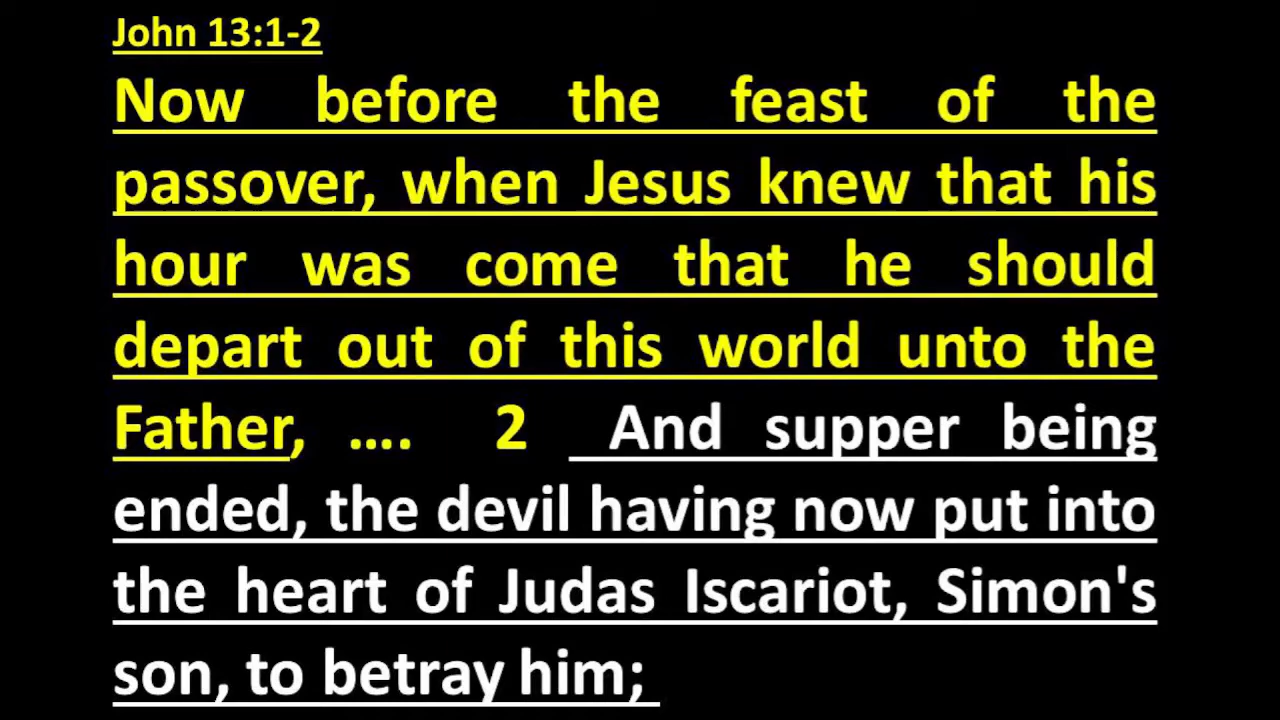 John 13:1-2
Now before the feast of the
passover, when Jesus knew that his
hour was come that he should
depart out of this world unto the
Father, .... 2 And supper being
ended, the devil having now put into
the heart of Judas Iscariot, Simon's
son, to betray him;